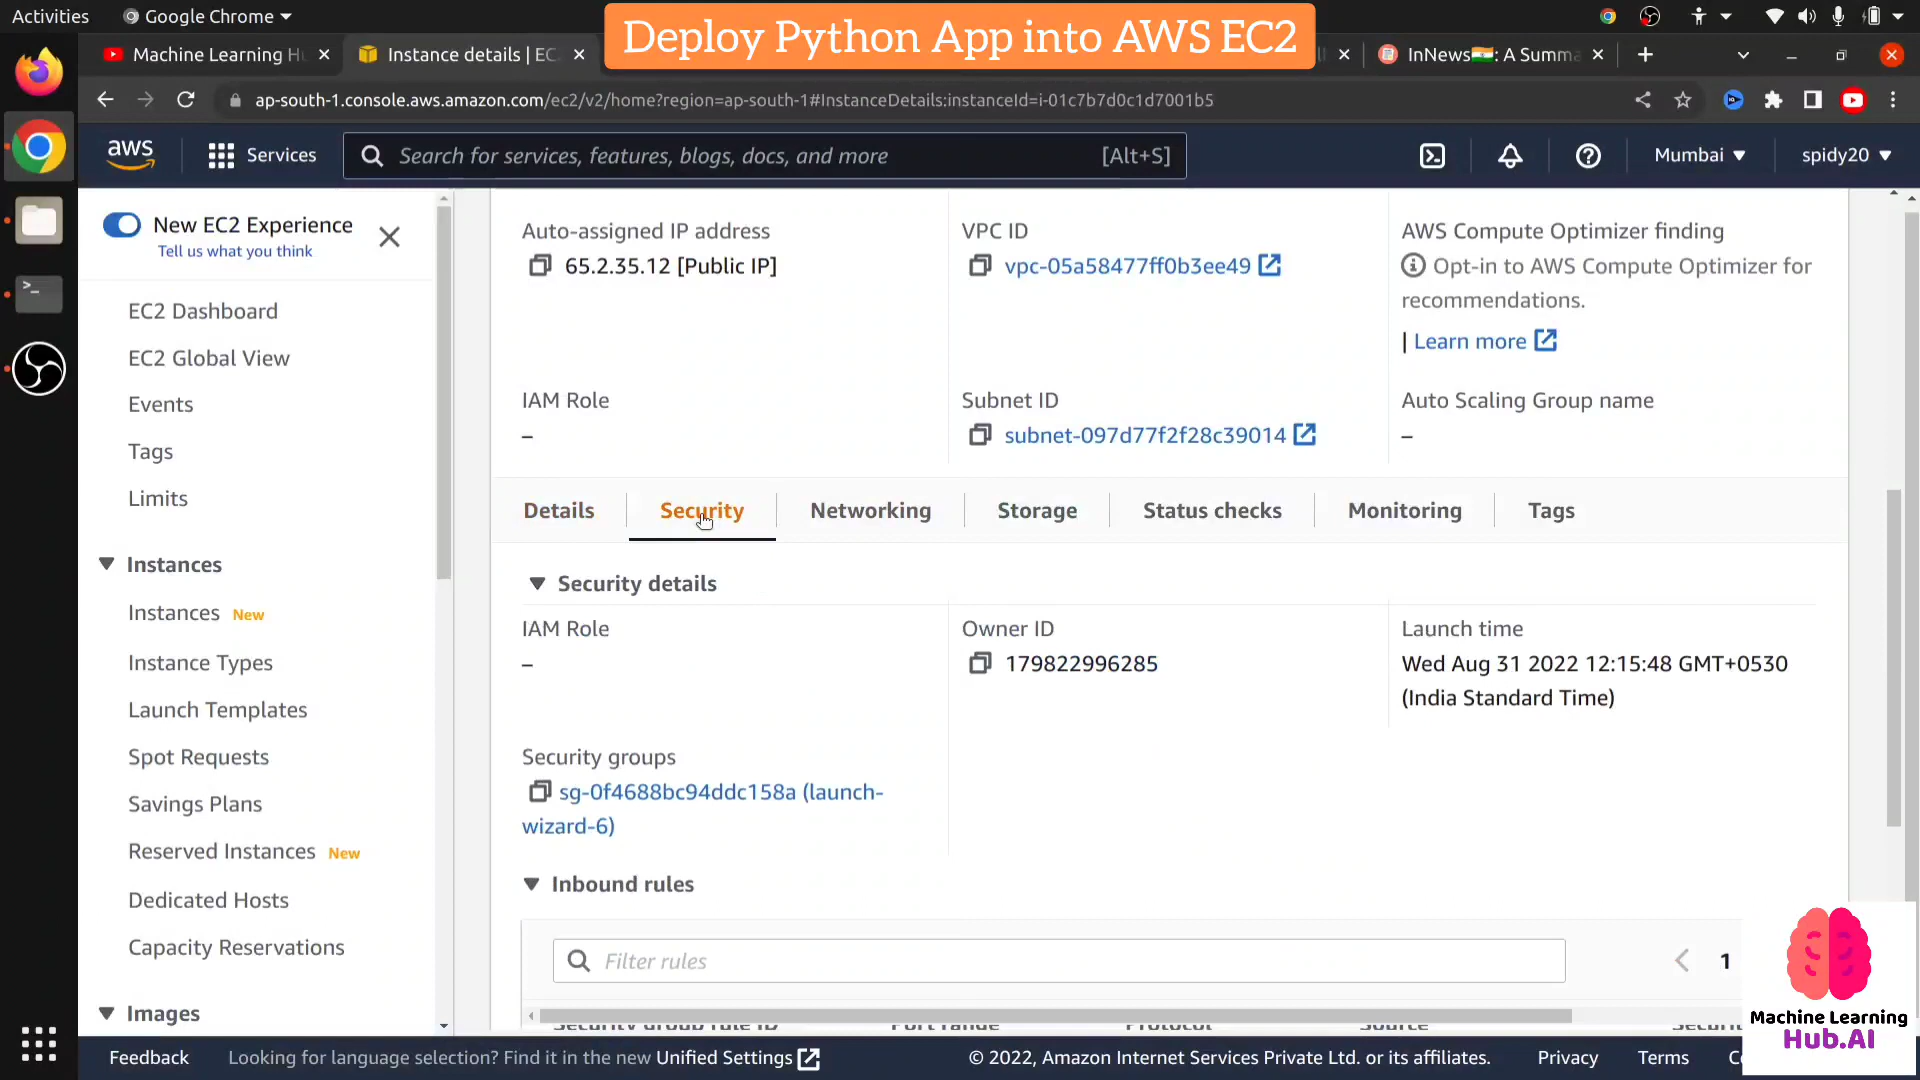 Activities
Google Chrome
Deploy Python App into AWS EC2
Machine Learning H
Instance details | EC
InNews🇮🇳: A Summa
ap-south-1.console.aws.amazon.com/ec2/v2/home?region=ap-south-1#InstanceDetails:instanceId=i-01c7b7d0c1d7001b5
aws
Services
Search for services, features, blogs, docs, and more
[Alt+S]
Mumbai
spidy20
New EC2 Experience
Tell us what you think
EC2 Dashboard
EC2 Global View
Events
Tags
Limits
Instances
Instances New
Instance Types
Launch Templates
Spot Requests
Savings Plans
Reserved Instances New
Dedicated Hosts
Capacity Reservations
Images
Auto-assigned IP address
65.2.35.12 [Public IP]
VPC ID
vpc-05a58477ff0b3ee49
AWS Compute Optimizer finding
Opt-in to AWS Compute Optimizer for
recommendations.
| Learn more
IAM Role
–
Subnet ID
subnet-097d77f2f28c39014
Auto Scaling Group name
–
Details
Security
Networking
Storage
Status checks
Monitoring
Tags
Security details
IAM Role
–
Owner ID
179822996285
Launch time
Wed Aug 31 2022 12:15:48 GMT+0530
(India Standard Time)
Security groups
sg-0f4688bc94ddc158a (launch-
wizard-6)
Inbound rules
Filter rules
1
Security group rule ID
Port range
Protocol
Source
Securi
Machine Learning
Hub.AI
Feedback
Looking for language selection? Find it in the new Unified Settings
© 2022, Amazon Internet Services Private Ltd. or its affiliates.
Privacy
Terms